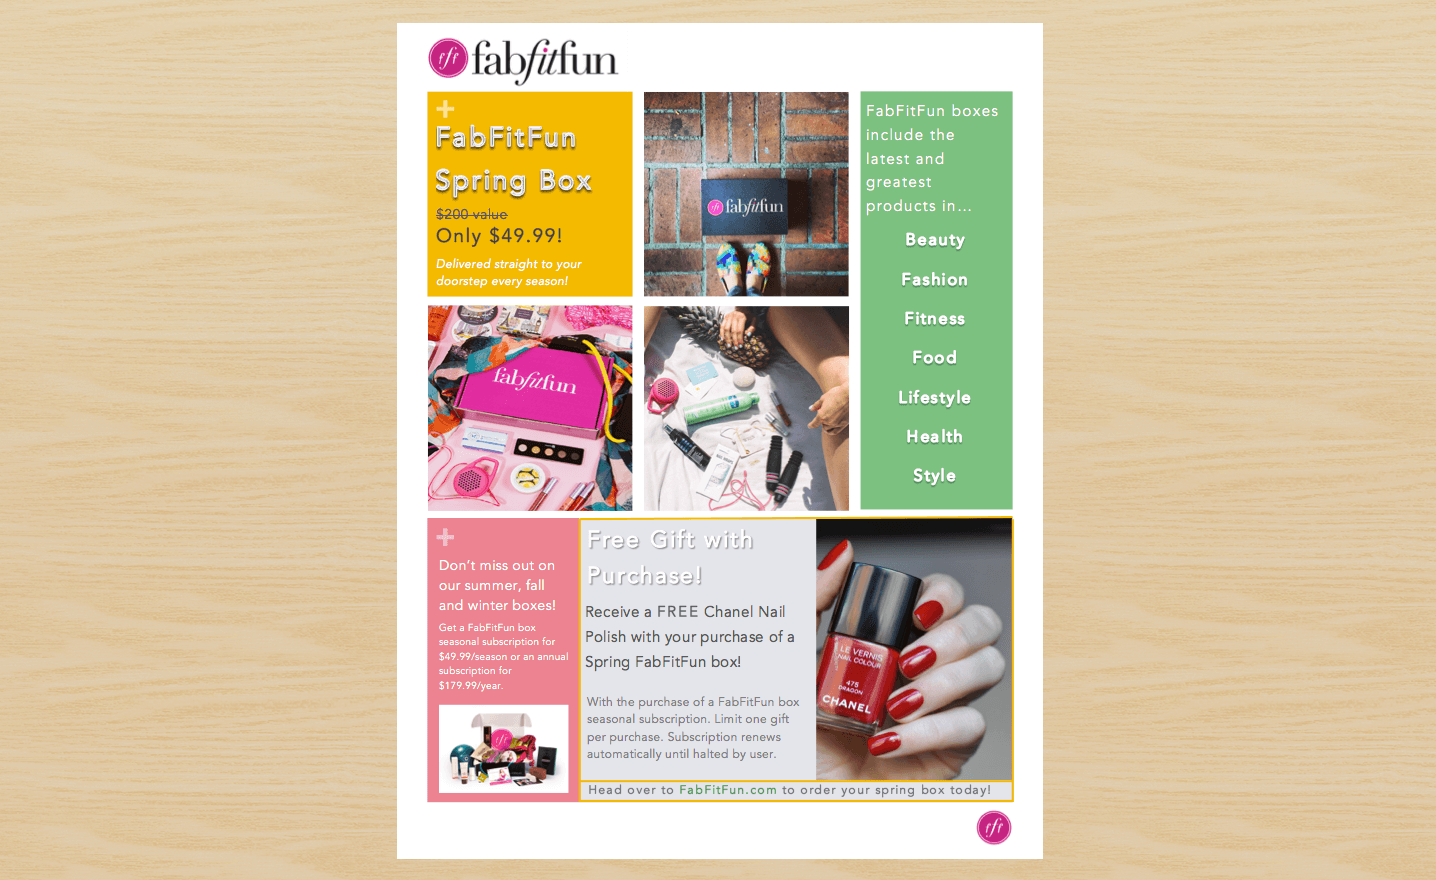 fff fabfitfun
FabFitFun
Spring Box
$200 value
Only $49.99!
Delivered straight to your
doorstep every season!
fff fabfitfun
FabFitFun boxes
include the
latest and
greatest
products in...
Beauty
Fashion
Fitness
Food
Lifestyle
Health
Style
fabfitfun
Don't miss out on
our summer, fall
and winter boxes!
Get a FabFitFun box
seasonal subscription for
$49.99/season or an annual
subscription for
$179.99/year.
Free Gift with
Purchase!
Receive a FREE Chanel Nail
Polish with your purchase of a
Spring FabFitFun box!
With the purchase of a FabFitFun box
seasonal subscription. Limit one gift
per purchase. Subscription renews
automatically until halted by user.
LE VERNIS
NAIL COLOUR
475
DRAGON
CHANEL
Head over to FabFitFun.com to order your spring box today!
fff